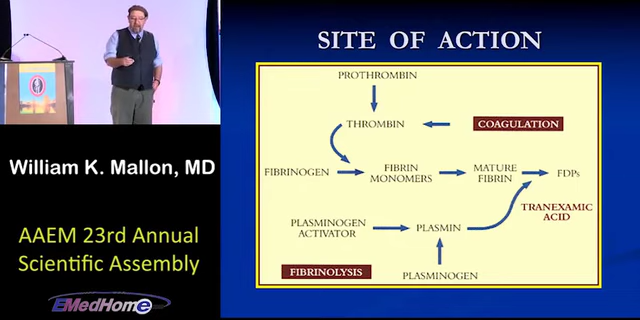 William K. Mallon, MD
AAEM 23rd Annual
Scientific Assembly
EMedHome
SITE OF ACTION
PROTHROMBIN
THROMBIN
COAGULATION
FIBRINOGEN
FIBRIN
MONOMERS
MATURE
FIBRIN
FDPs
TRANEXAMIC
ACID
PLASMINOGEN
ACTIVATOR
PLASMIN
FIBRINOLYSIS
PLASMINOGEN